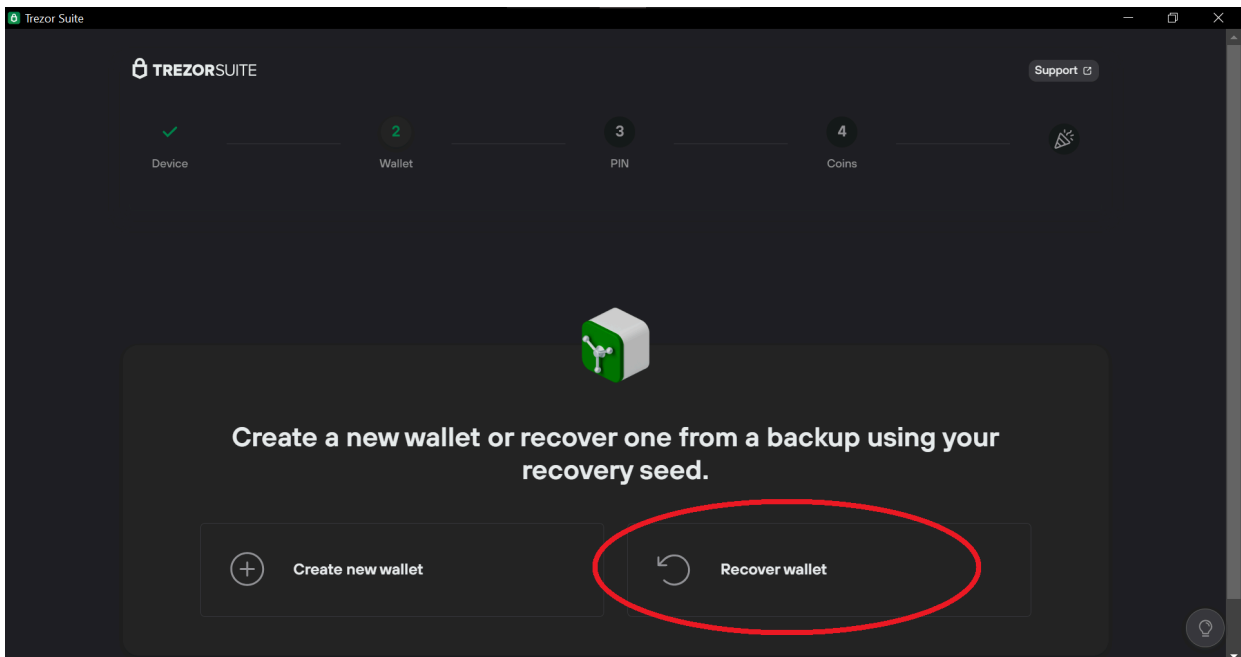 Trezor Suite
TREZORSUITE
Support
2
3
4
Device
Wallet
PIN
Coins
Create a new wallet or recover one from a backup using your
recovery seed.
Create new wallet
Recover wallet